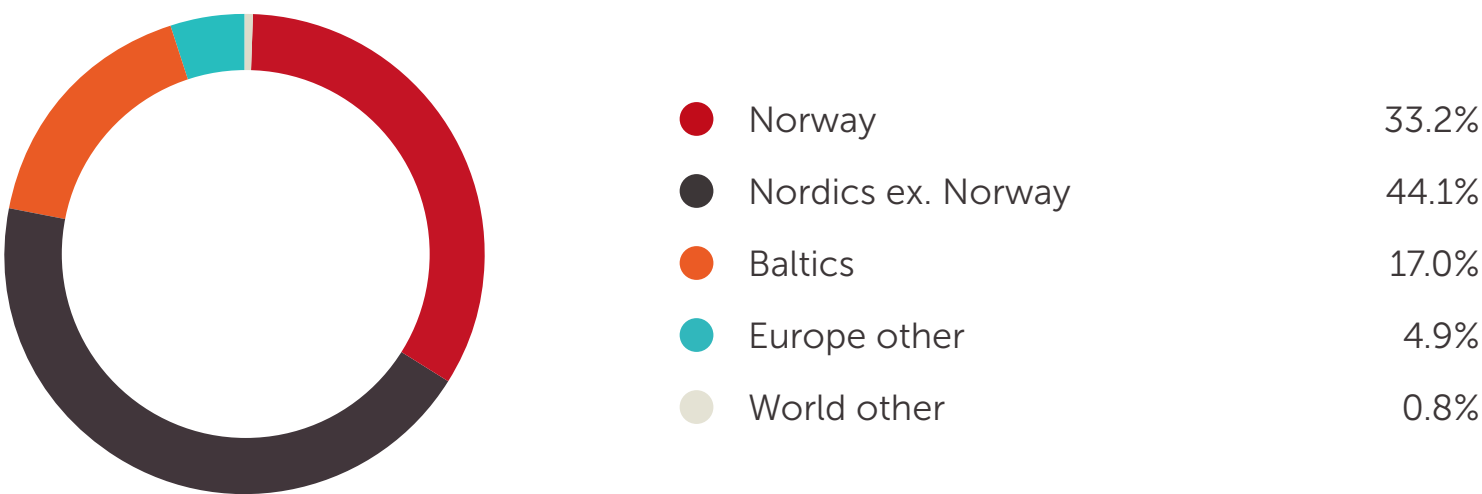 Norway 33.2%
Nordics ex. Norway 44.1%
Baltics 17.0%
Europe other 4.9%
World other 0.8%